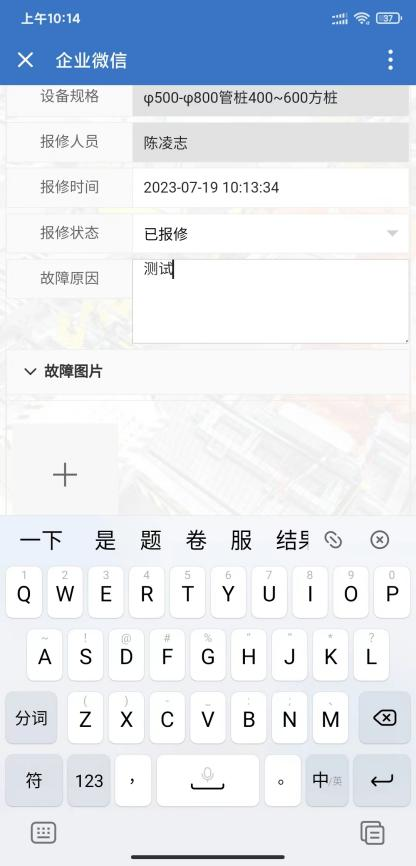 上午10:14
37
企业微信
设备规格 φ500-φ800管桩400~600方桩
报修人员 陈凌志
报修时间 2023-07-19 10:13:34
报修状态 已报修
故障原因 测试
故障图片
一下 是 题 卷 服 结果
1 2 3 4 5 6 7 8 9 0
Q W E R T Y U I O P
~ ! @ # % " " * ?
A S D F G H J K L
( ) - _ : ; 、
分词 Z X C V B N M
符 123 ， 。 中/英